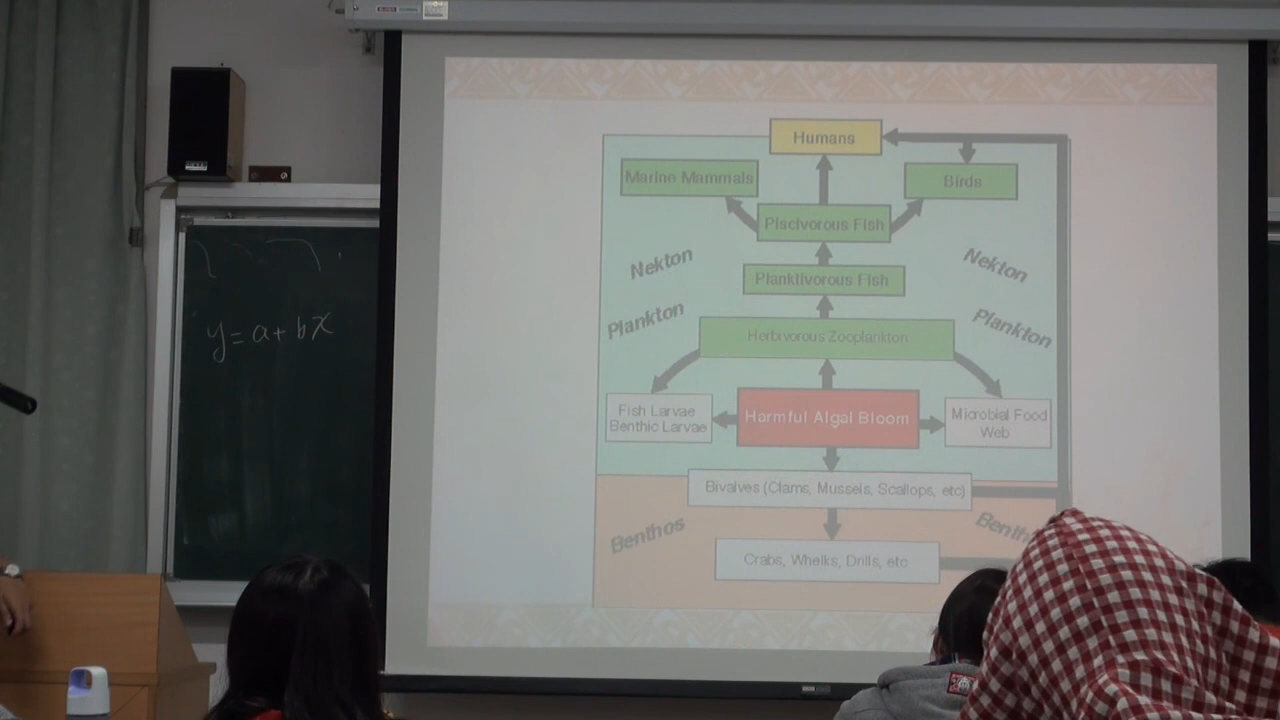 Humans
Marine Mammals
Birds
Piscivorous Fish
Nekton
Nekton
Planktivorous Fish
Plankton
Plankton
Herbivorous Zooplankton
y=a+bx
Fish Larvae
Benthic Larvae
Harmful Algal Bloom
Microbial Food
Web
Bivalves (Clams, Mussels, Scallops, etc)
Benthos
Crabs, Whelks, Drills, etc